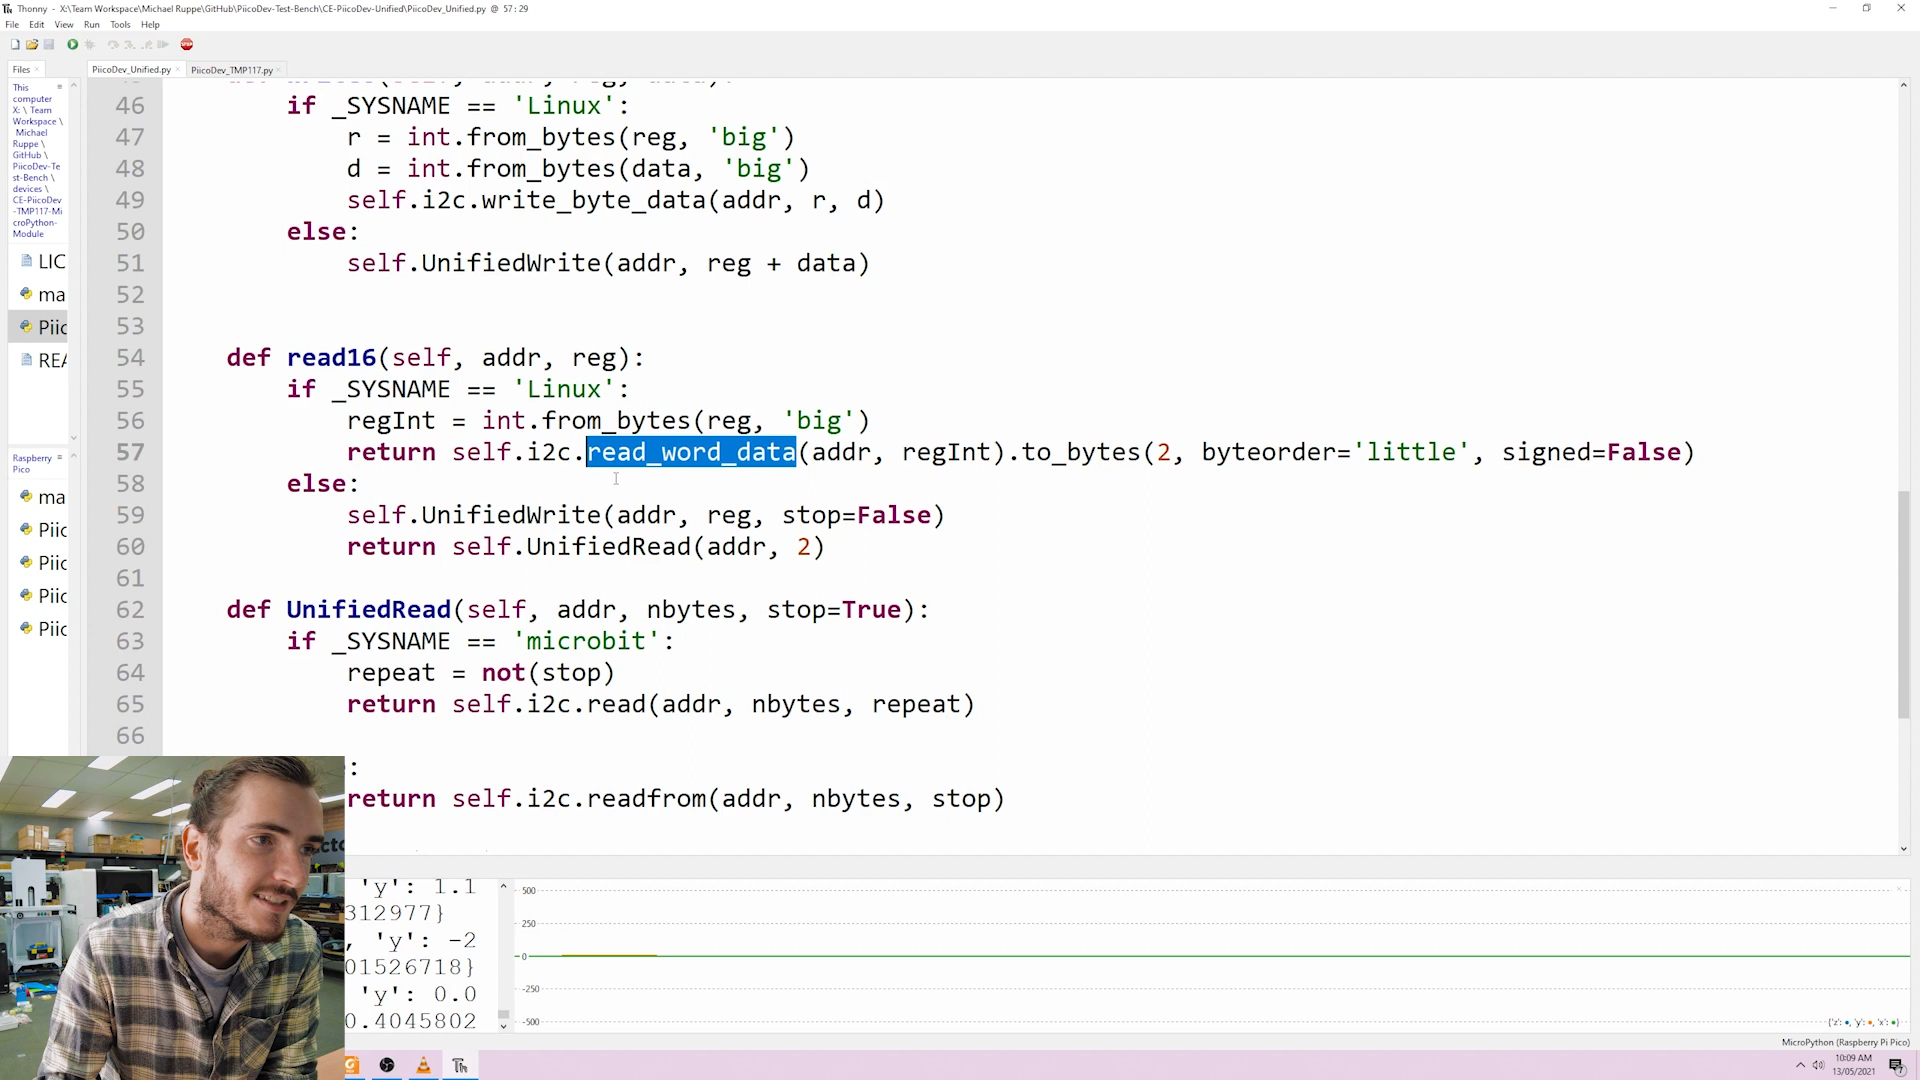 Thonny - X:\Team Workspace\Michael Ruppe\GitHub\PiicoDev-Test-Bench\CE-PiicoDev-Unified\PiicoDev_Unified.py @ 57 : 29
File Edit View Run Tools Help
Files
PiicoDev_Unified.py
PiicoDev_TMP117.py
This
computer
X: \ Team
Workspace \
Michael
Ruppe \
GitHub \
PiicoDev-Te
st-Bench \
devices \
CE-PiicoDev
-TMP117-Mi
croPython-
Module
LIC
ma
Piic
REA
Raspberry
Pico
ma
Piic
Piic
Piic
Piic
46 if _SYSNAME == 'Linux':
47 r = int.from_bytes(reg, 'big')
48 d = int.from_bytes(data, 'big')
49 self.i2c.write_byte_data(addr, r, d)
50 else:
51 self.UnifiedWrite(addr, reg + data)
52
53
54 def read16(self, addr, reg):
55 if _SYSNAME == 'Linux':
56 regInt = int.from_bytes(reg, 'big')
57 return self.i2c.read_word_data(addr, regInt).to_bytes(2, byteorder='little', signed=False)
58 else:
59 self.UnifiedWrite(addr, reg, stop=False)
60 return self.UnifiedRead(addr, 2)
61
62 def UnifiedRead(self, addr, nbytes, stop=True):
63 if _SYSNAME == 'microbit':
64 repeat = not(stop)
65 return self.i2c.read(addr, nbytes, repeat)
66
:
return self.i2c.readfrom(addr, nbytes, stop)
'y': 1.1
312977}
, 'y': -2
01526718}
'y': 0.0
0.4045802
500
250
0
-250
-500
{'z': ●, 'y': ●, 'x': ●}
MicroPython (Raspberry Pi Pico)
10:09 AM
13/05/2021